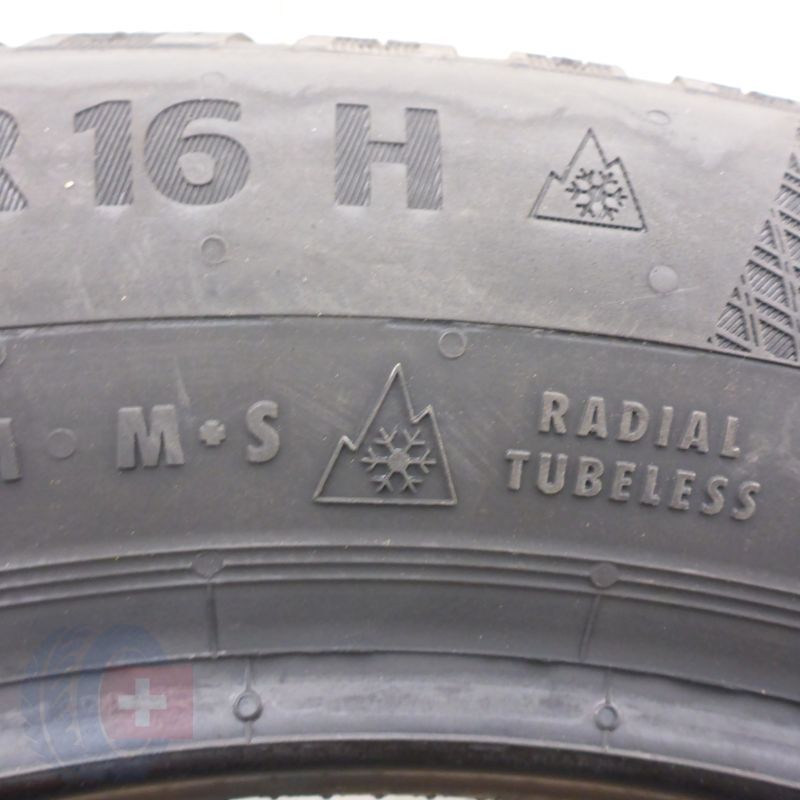 R 16 H
M+S
RADIAL
TUBELESS